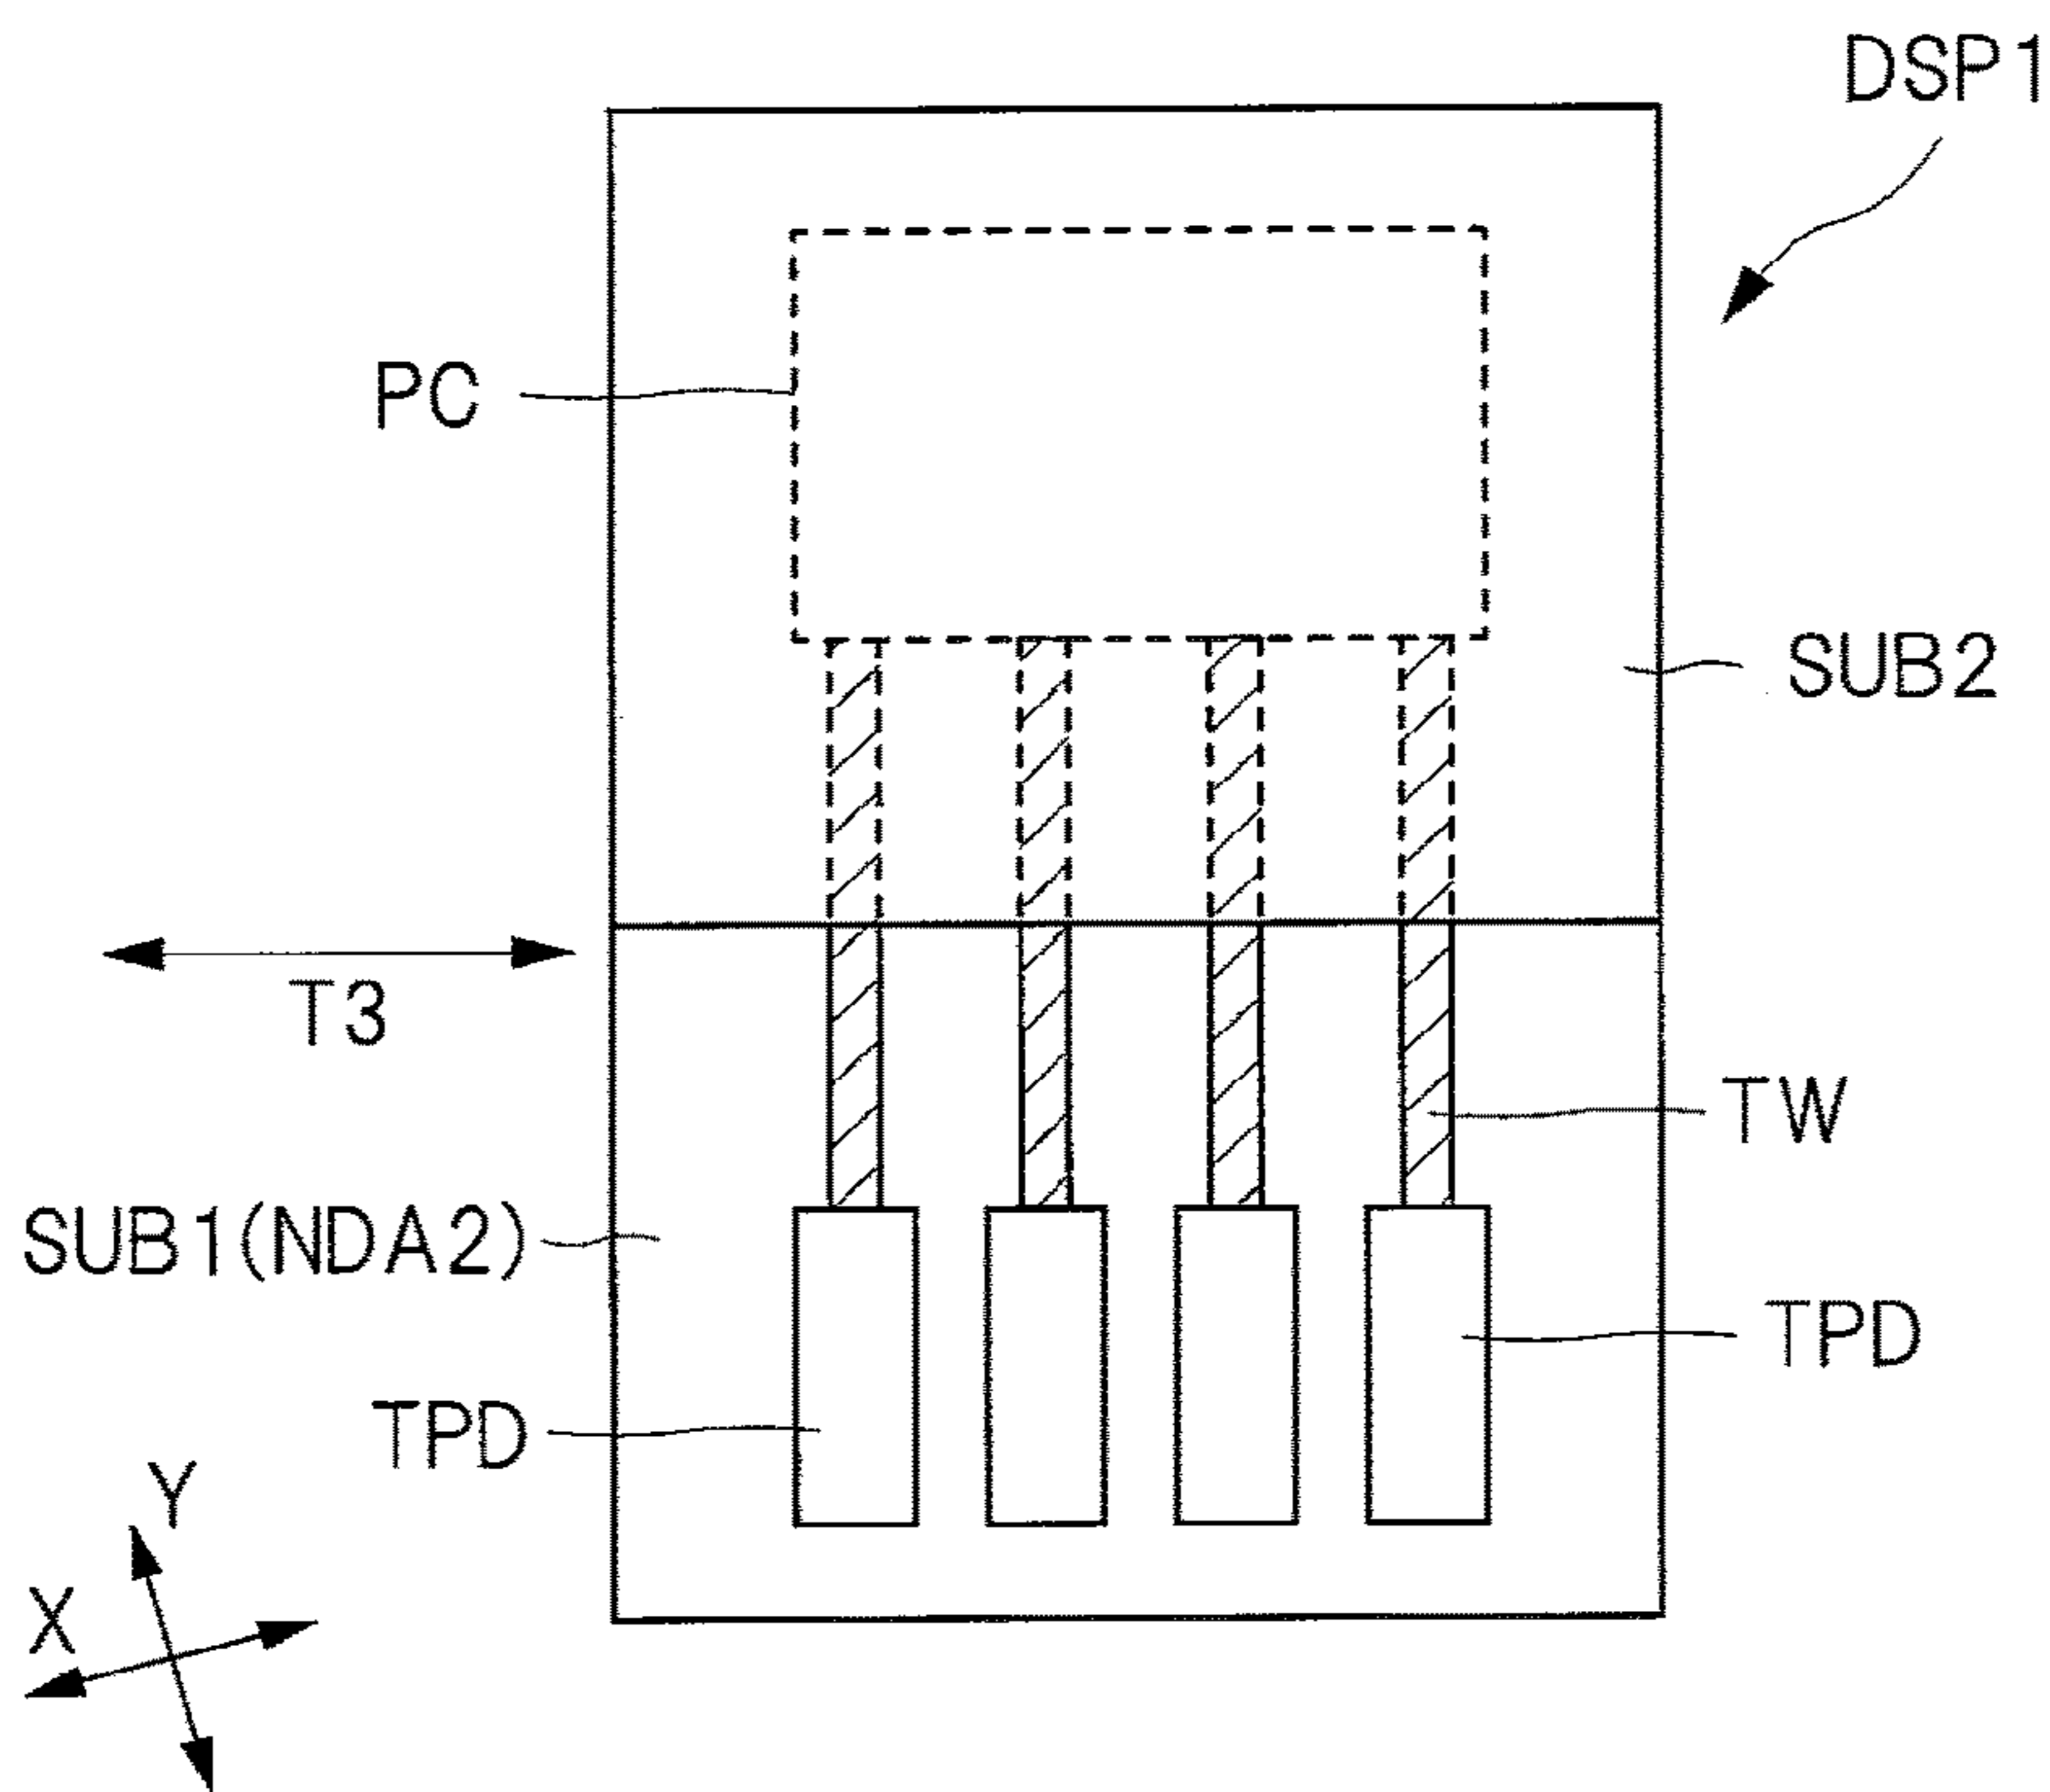 DSP1
PC
SUB2
T3
TW
SUB1(NDA2)
TPD
TPD
Y
X